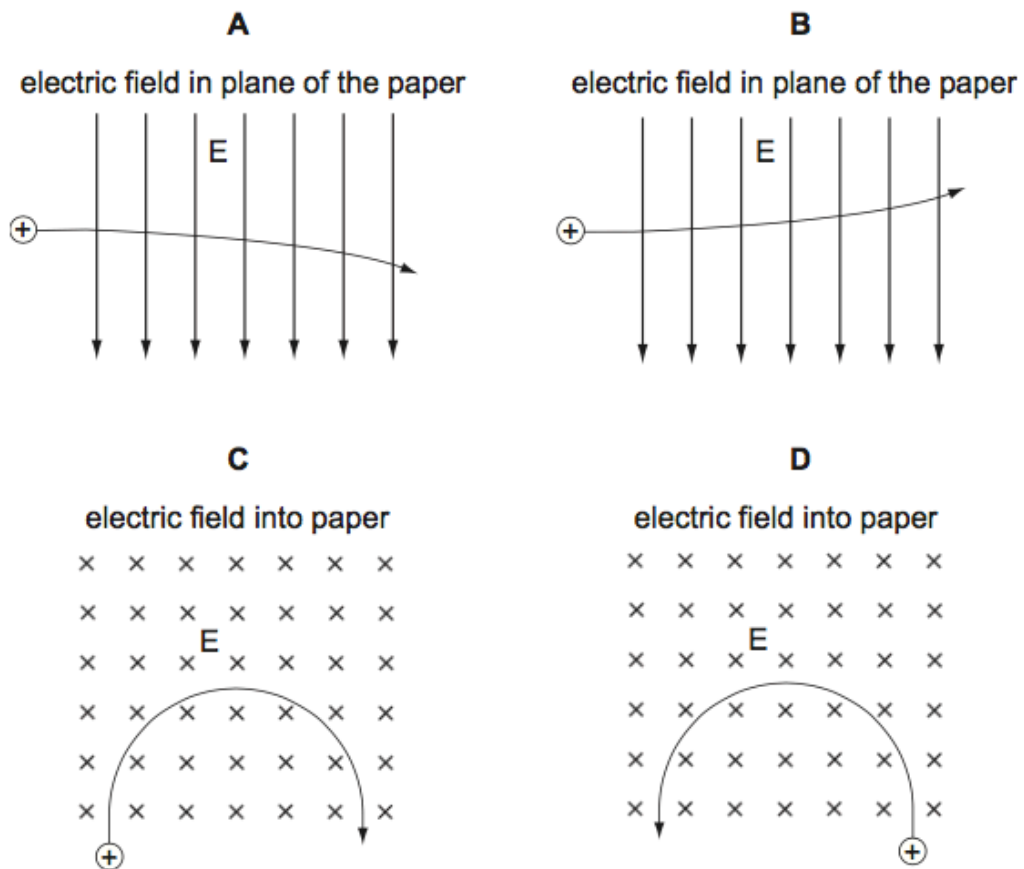 A
electric field in plane of the paper
E
+
B
electric field in plane of the paper
E
+
C
electric field into paper
E
+
D
electric field into paper
E
+